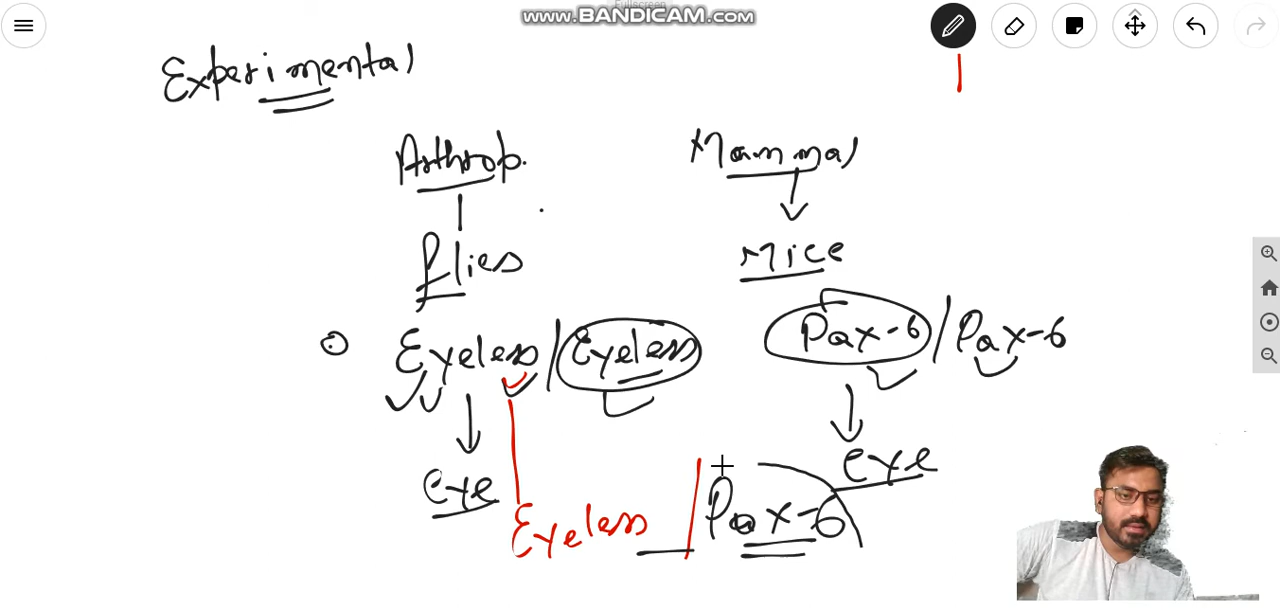 Fullscreen
www.BANDICAM.com
Experimental
Arthrop. Mammal
flies Mice
Eyeless / Eyeless Pax-6 / Pax-6
eye eye
Eyeless | Pax-6